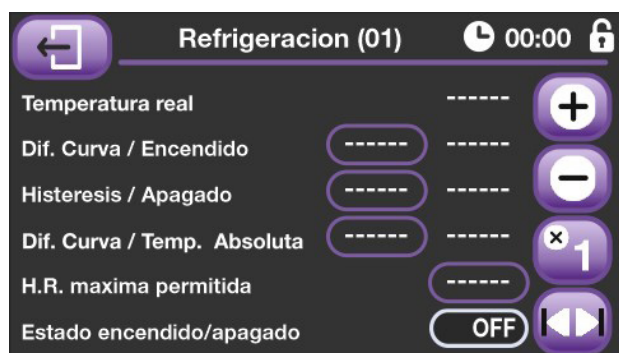 Refrigeracion (01) 00:00
Temperatura real ------
Dif. Curva / Encendido ------ ------
Histeresis / Apagado ------ ------
Dif. Curva / Temp. Absoluta ------ ------
x1
H.R. maxima permitida ------
Estado encendido/apagado OFF